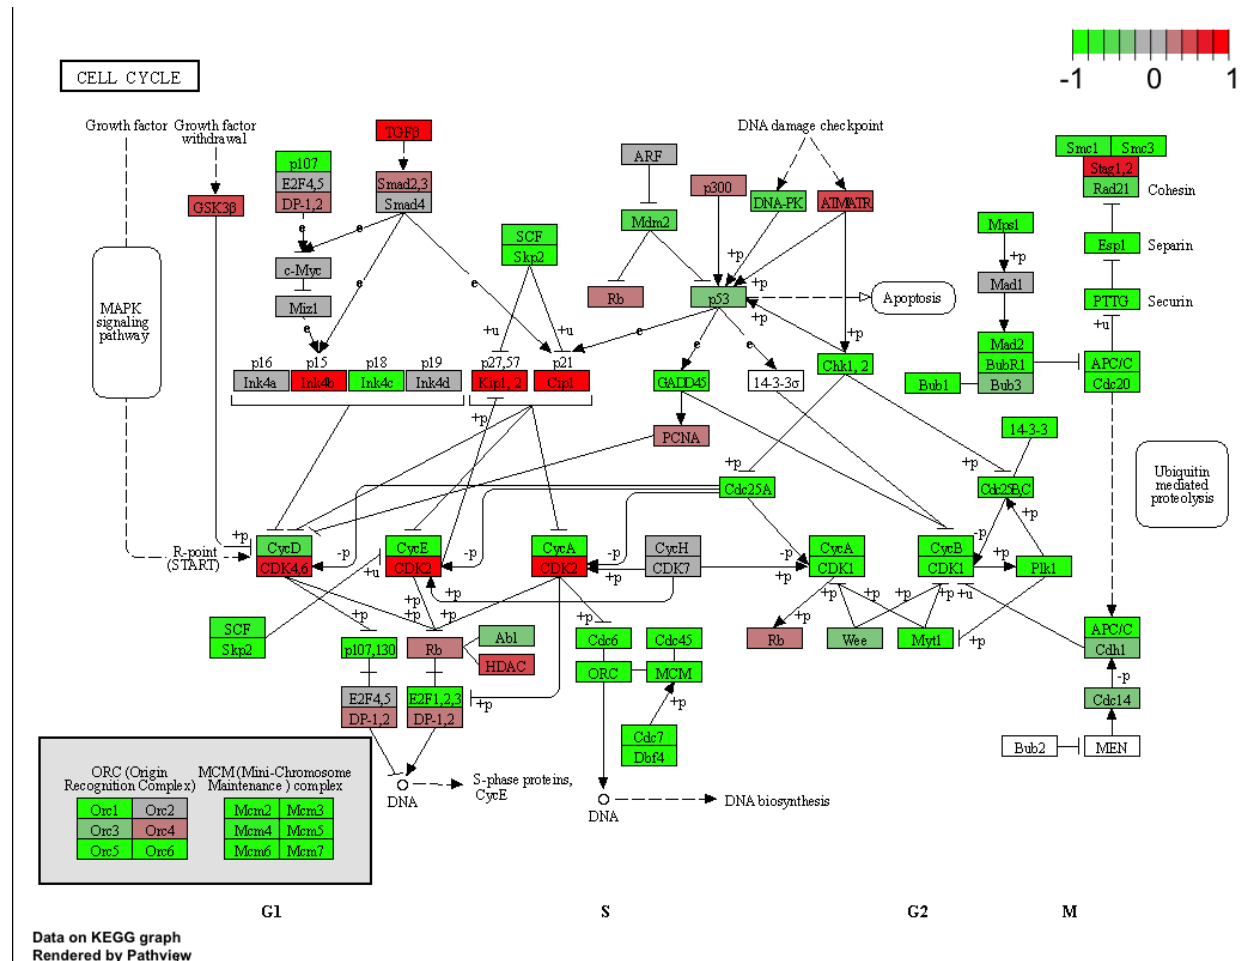 -1 0 1
CELL CYCLE
Growth factor
Growth factor
withdrawal
TGFβ
DNA damage checkpoint
Smc1 Smc3
Stag1,2
Rad21
Cohesin
p107
E2F4,5
DP-1,2
Smad2,3
Smad4
ARF
p300
DNA-PK
ATM/ATR
GSK3β
Mdm2
SCF
Skp2
Mps1
Esp1
Separin
e
e
e
e
+p
+p
+p
c-Myc
Miz1
Rb
p53
Apoptosis
Mad1
PTTG
Securin
MAPK
signaling
pathway
e
+u
+u
e
e
e
+p
+p
+u
Mad2
BubR1
Bub3
Bub1
APC/C
Cdc20
p16
Ink4a
p15
Ink4b
p18
Ink4c
p19
Ink4d
p27,57
Kip1, 2
p21
Cip1
GADD45
14-3-3σ
Chk1, 2
+p
PCNA
14-3-3
+p
+p
Cdc25A
Cdc25B,C
Ubiquitin
mediated
proteolysis
R-point
(START)
+p
CycD
CDK4,6
-p
CycE
CDK2
-p
CycA
CDK2
-p
CycH
CDK7
-p
CycA
CDK1
CycB
CDK1
-p
+p
+p
Plk1
+u
+p
+p
+p
+p
+p
+p
+p
+p
+p
+p
+u
SCF
Skp2
p107,130
Rb
Abl
HDAC
Cdc6
Cdc45
ORC
MCM
Rb
Wee
Myt1
+p
APC/C
Cdh1
-p
E2F4,5
DP-1,2
E2F1,2,3
DP-1,2
+p
+p
Cdc7
Dbf4
Cdc14
Bub2
MEN
DNA
S-phase proteins,
CycE
DNA
DNA biosynthesis
ORC (Origin
Recognition Complex)
MCM (Mini-Chromosome
Maintenance ) complex
Orc1 Orc2
Orc3 Orc4
Orc5 Orc6
Mcm2 Mcm3
Mcm4 Mcm5
Mcm6 Mcm7
G1 S G2 M
Data on KEGG graph
Rendered by Pathview